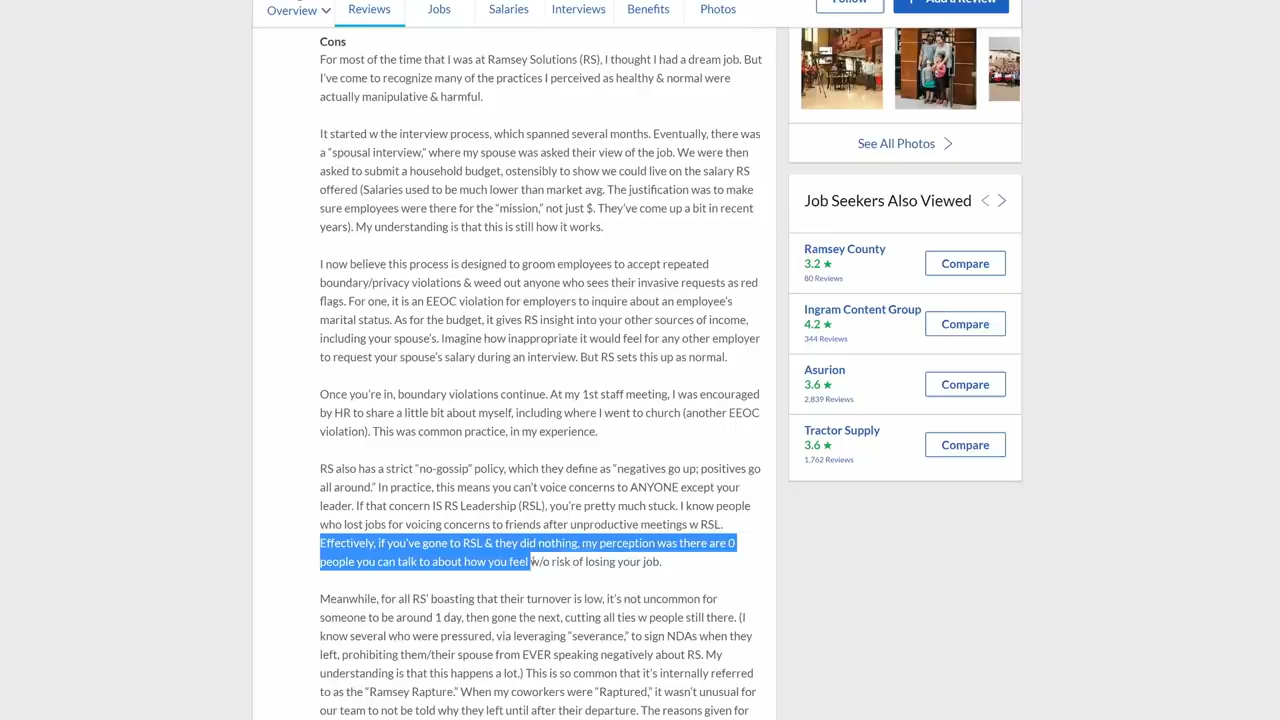 Overview
Reviews
Jobs
Salaries
Interviews
Benefits
Photos
Follow
+ Add a Review
Cons
For most of the time that I was at Ramsey Solutions (RS), I thought I had a dream job. But
I've come to recognize many of the practices I perceived as healthy & normal were
actually manipulative & harmful.
It started w the interview process, which spanned several months. Eventually, there was
a “spousal interview,” where my spouse was asked their view of the job. We were then
asked to submit a household budget, ostensibly to show we could live on the salary RS
offered (Salaries used to be much lower than market avg. The justification was to make
sure employees were there for the “mission,” not just $. They've come up a bit in recent
years). My understanding is that this is still how it works.
I now believe this process is designed to groom employees to accept repeated
boundary/privacy violations & weed out anyone who sees their invasive requests as red
flags. For one, it is an EEOC violation for employers to inquire about an employee's
marital status. As for the budget, it gives RS insight into your other sources of income,
including your spouse's. Imagine how inappropriate it would feel for any other employer
to request your spouse's salary during an interview. But RS sets this up as normal.
Once you're in, boundary violations continue. At my 1st staff meeting, I was encouraged
by HR to share a little bit about myself, including where I went to church (another EEOC
violation). This was common practice, in my experience.
RS also has a strict “no-gossip” policy, which they define as “negatives go up; positives go
all around.” In practice, this means you can't voice concerns to ANYONE except your
leader. If that concern IS RS Leadership (RSL), you're pretty much stuck. I know people
who lost jobs for voicing concerns to friends after unproductive meetings w RSL.
Effectively, if you've gone to RSL & they did nothing, my perception was there are 0
people you can talk to about how you feel w/o risk of losing your job.
Meanwhile, for all RS' boasting that their turnover is low, it's not uncommon for
someone to be around 1 day, then gone the next, cutting all ties w people still there. (I
know several who were pressured, via leveraging “severance,” to sign NDAs when they
left, prohibiting them/their spouse from EVER speaking negatively about RS. My
understanding is that this happens a lot.) This is so common that it's internally referred
to as the “Ramsey Rapture.” When my coworkers were “Raptured,” it wasn't unusual for
our team to not be told why they left until after their departure. The reasons given for
See All Photos
Job Seekers Also Viewed
Ramsey County
3.2 ★
80 Reviews
Compare
Ingram Content Group
4.2 ★
344 Reviews
Compare
Asurion
3.6 ★
2,839 Reviews
Compare
Tractor Supply
3.6 ★
1,762 Reviews
Compare